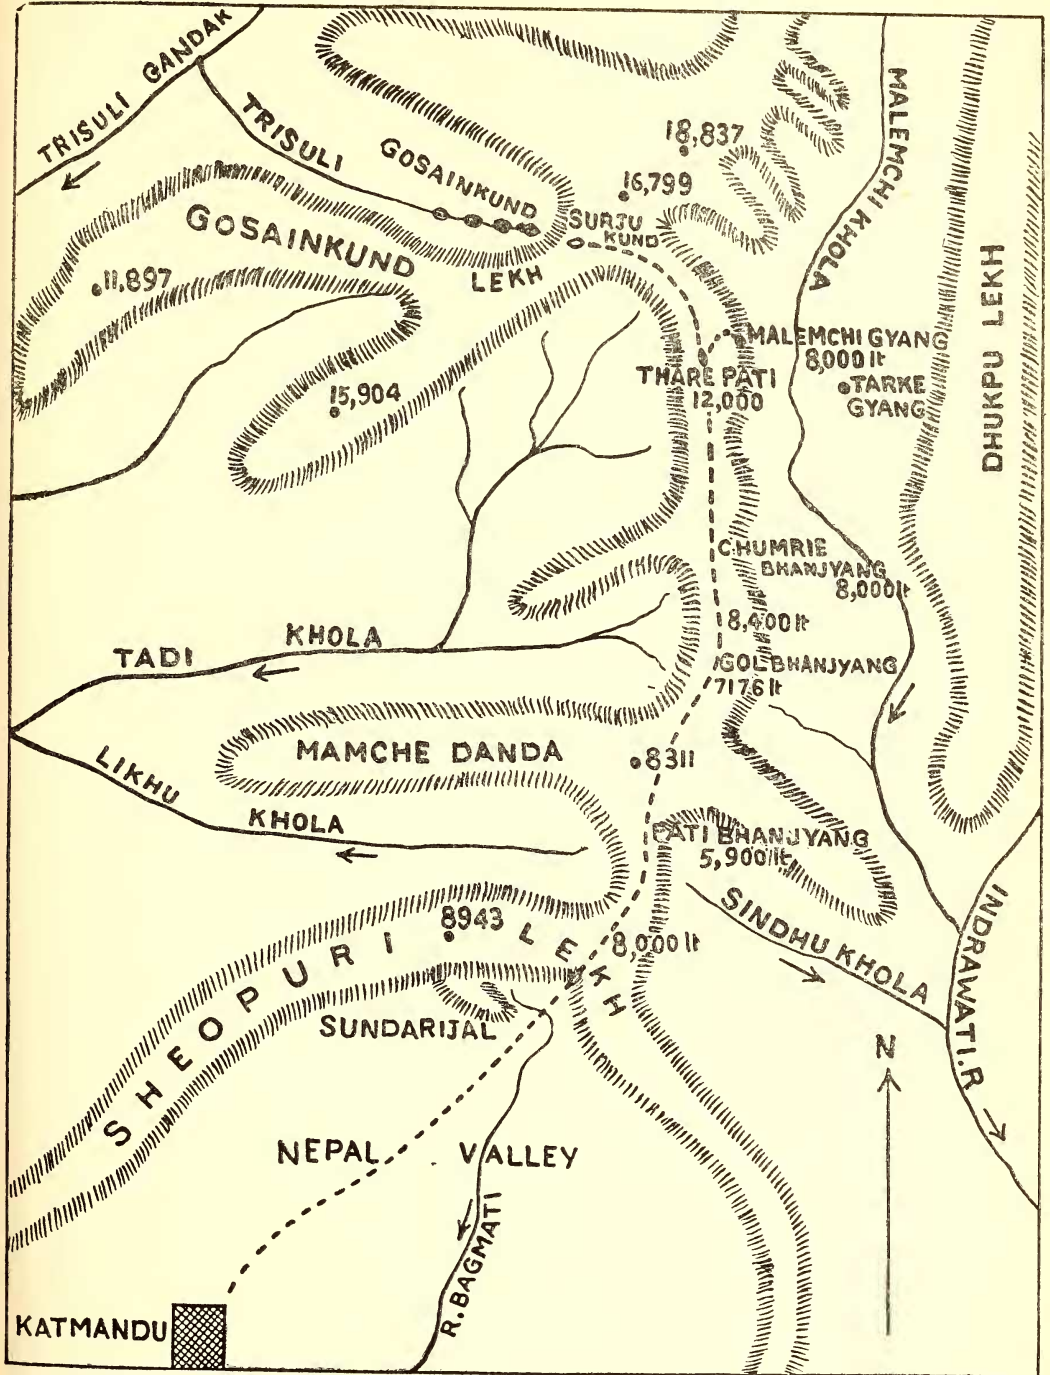 TRISULI GANDAK
TRISULI
GOSAINKUND
MALEMCHI KHOLA
18,837
16,799
SURJU
KUND
GOSAINKUND
LEKH
11,897
DHUKPU LEKH
MALEMCHI GYANG
8,000 ft
THARE PATI
12,000
TARKE
GYANG
15,904
CHUMRIE
BHANJYANG
8,000 ft
8,400 ft
TADI KHOLA
GOLBHANJYANG
7176 ft
MAMCHE DANDA
8311
LIKHU KHOLA
PATI BHANJYANG
5,900 ft
SINDHU KHOLA
INDRAWATI.R
8943
8,000 ft
SHEOPURI LEKH
SUNDARIJAL
N
NEPAL VALLEY
R. BAGMATI
KATMANDU